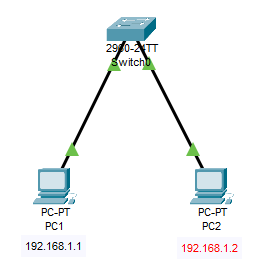 2960-24TT
Switch0
PC-PT
PC1
192.168.1.1
PC-PT
PC2
192.168.1.2